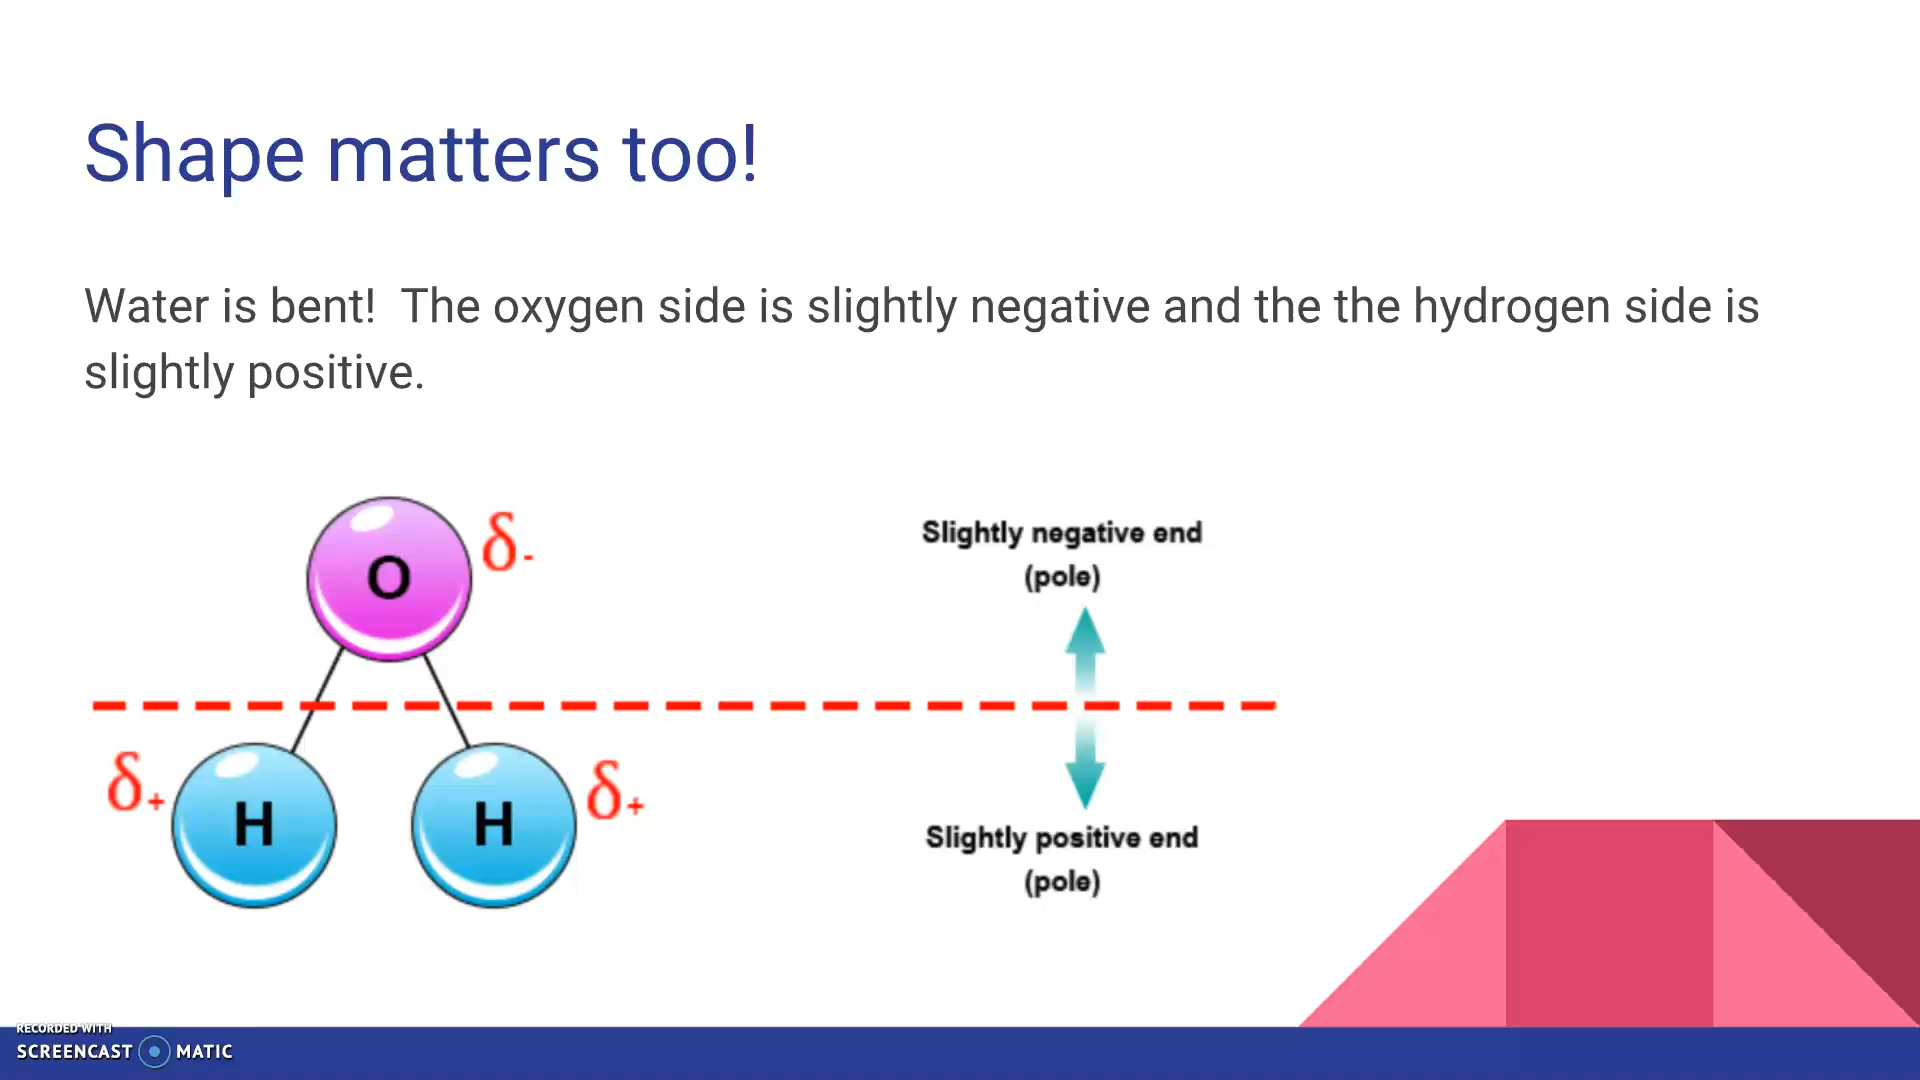 Shape matters too!
Water is bent!  The oxygen side is slightly negative and the the hydrogen side is
slightly positive.
O
δ-
Slightly negative end
(pole)
δ+
H
H
δ+
Slightly positive end
(pole)
RECORDED WITH
SCREENCAST MATIC